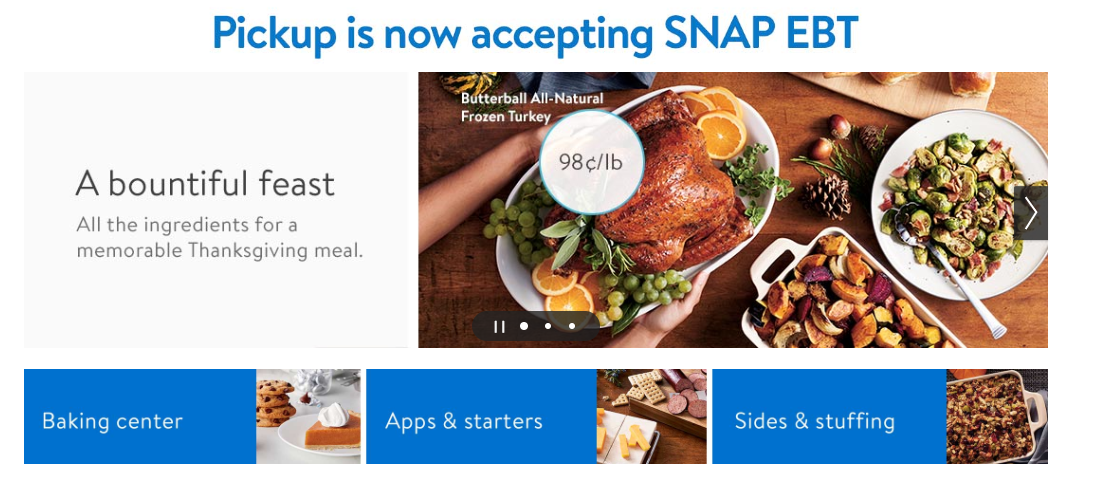 Pickup is now accepting SNAP EBT
A bountiful feast
All the ingredients for a
memorable Thanksgiving meal.
Butterball All-Natural
Frozen Turkey
98¢/lb
Baking center
Apps & starters
Sides & stuffing